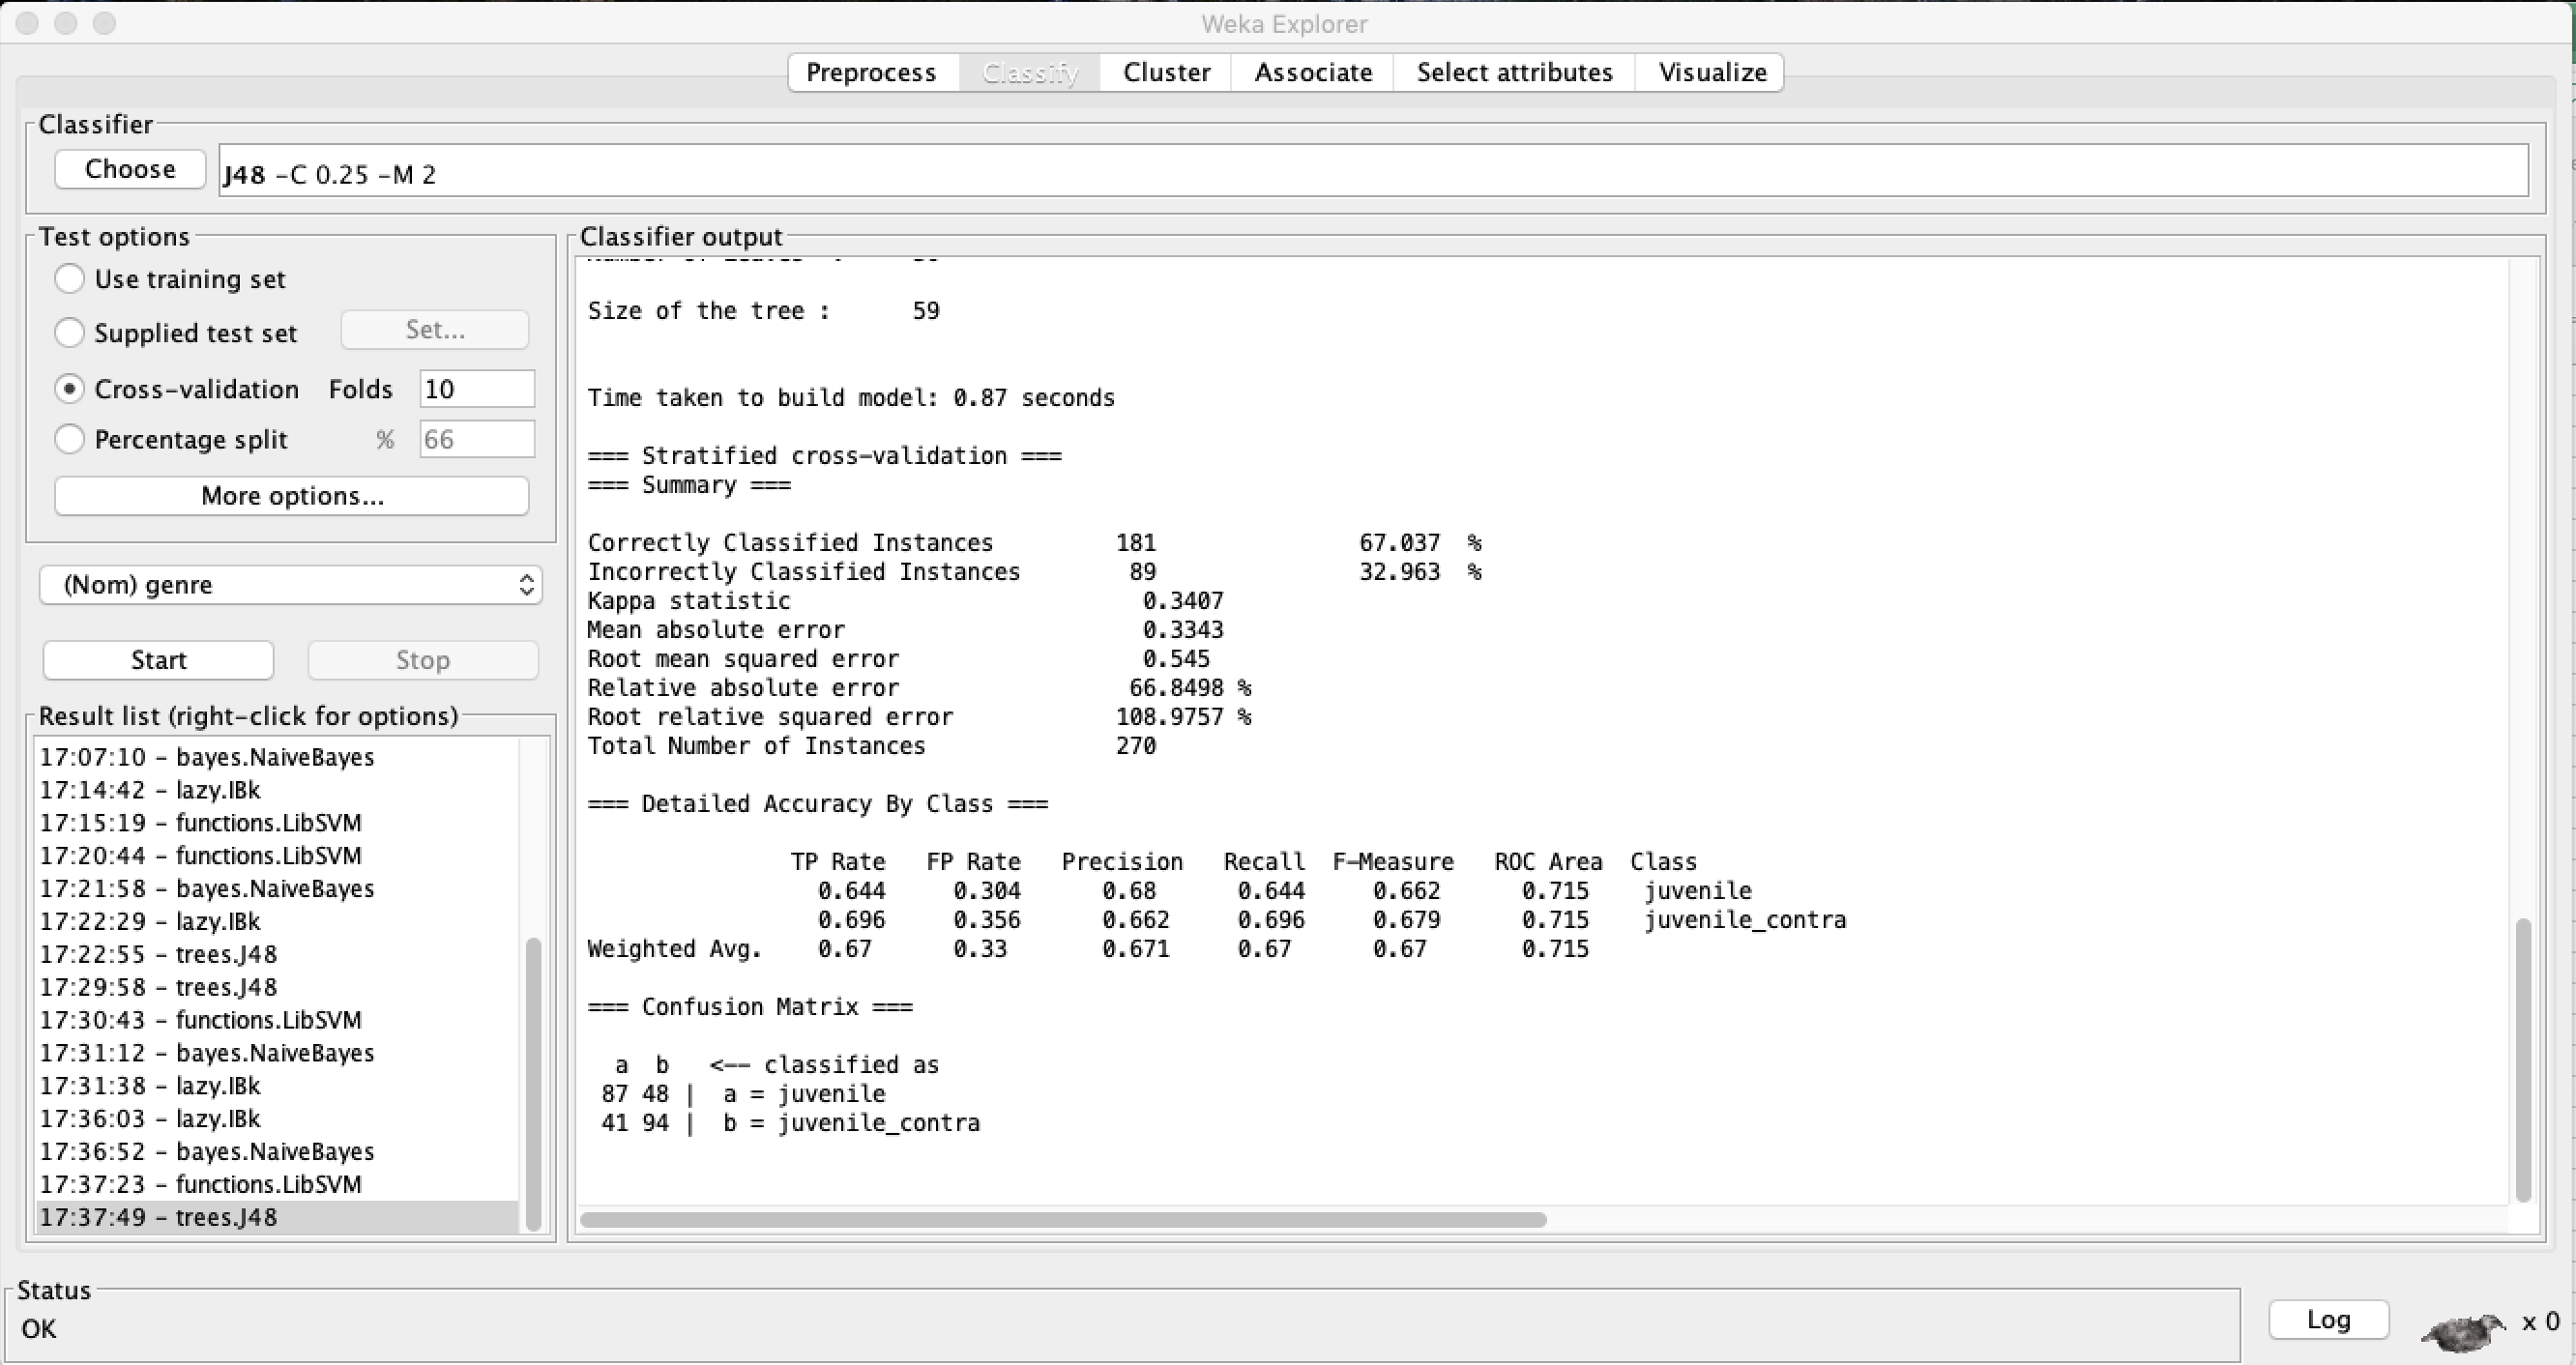 Weka Explorer
Preprocess Classify Cluster Associate Select attributes Visualize
Classifier
Choose J48 -C 0.25 -M 2
Test options
Use training set
Supplied test set Set...
Cross-validation Folds 10
Percentage split % 66
More options...
(Nom) genre
Start Stop
Result list (right-click for options)
17:07:10 - bayes.NaiveBayes
17:14:42 - lazy.IBk
17:15:19 - functions.LibSVM
17:20:44 - functions.LibSVM
17:21:58 - bayes.NaiveBayes
17:22:29 - lazy.IBk
17:22:55 - trees.J48
17:29:58 - trees.J48
17:30:43 - functions.LibSVM
17:31:12 - bayes.NaiveBayes
17:31:38 - lazy.IBk
17:36:03 - lazy.IBk
17:36:52 - bayes.NaiveBayes
17:37:23 - functions.LibSVM
17:37:49 - trees.J48
Classifier output
Size of the tree : 59
Time taken to build model: 0.87 seconds
=== Stratified cross-validation ===
=== Summary ===
Correctly Classified Instances 181 67.037 %
Incorrectly Classified Instances 89 32.963 %
Kappa statistic 0.3407
Mean absolute error 0.3343
Root mean squared error 0.545
Relative absolute error 66.8498 %
Root relative squared error 108.9757 %
Total Number of Instances 270
=== Detailed Accuracy By Class ===
TP Rate FP Rate Precision Recall F-Measure ROC Area Class
0.644 0.304 0.68 0.644 0.662 0.715 juvenile
0.696 0.356 0.662 0.696 0.679 0.715 juvenile_contra
Weighted Avg. 0.67 0.33 0.671 0.67 0.67 0.715
=== Confusion Matrix ===
a b <-- classified as
87 48 | a = juvenile
41 94 | b = juvenile_contra
Status
OK
Log x 0